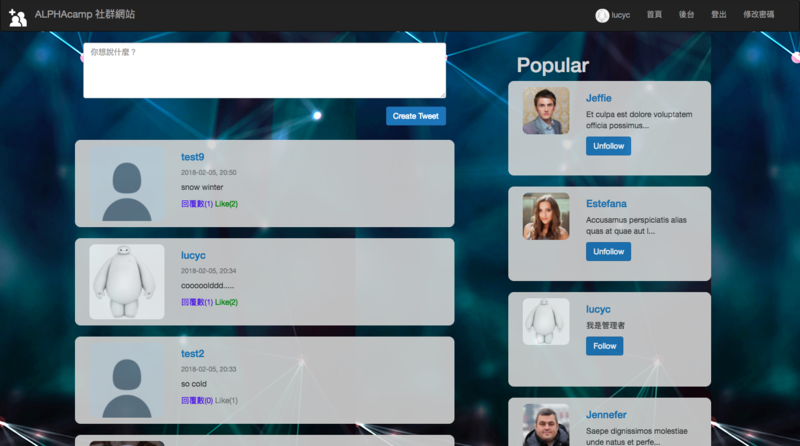 ALPHAcamp 社群網站
lucyc 首頁 後台 登出 修改密碼
你想說什麼？
Create Tweet
test9
2018-02-05, 20:50
snow winter
回覆數(1) Like(2)
lucyc
2018-02-05, 20:34
cooooolddd.....
回覆數(1) Like(2)
test2
2018-02-05, 20:33
so cold
回覆數(0) Like(1)
Popular
Jeffie
Et culpa est dolore voluptatem
officia possimus...
Unfollow
Estefana
Accusamus perspiciatis alias
quas at quae aut l...
Unfollow
lucyc
我是管理者
Follow
Jennefer
Saepe dignissimos molestiae
unde natus et perfe...